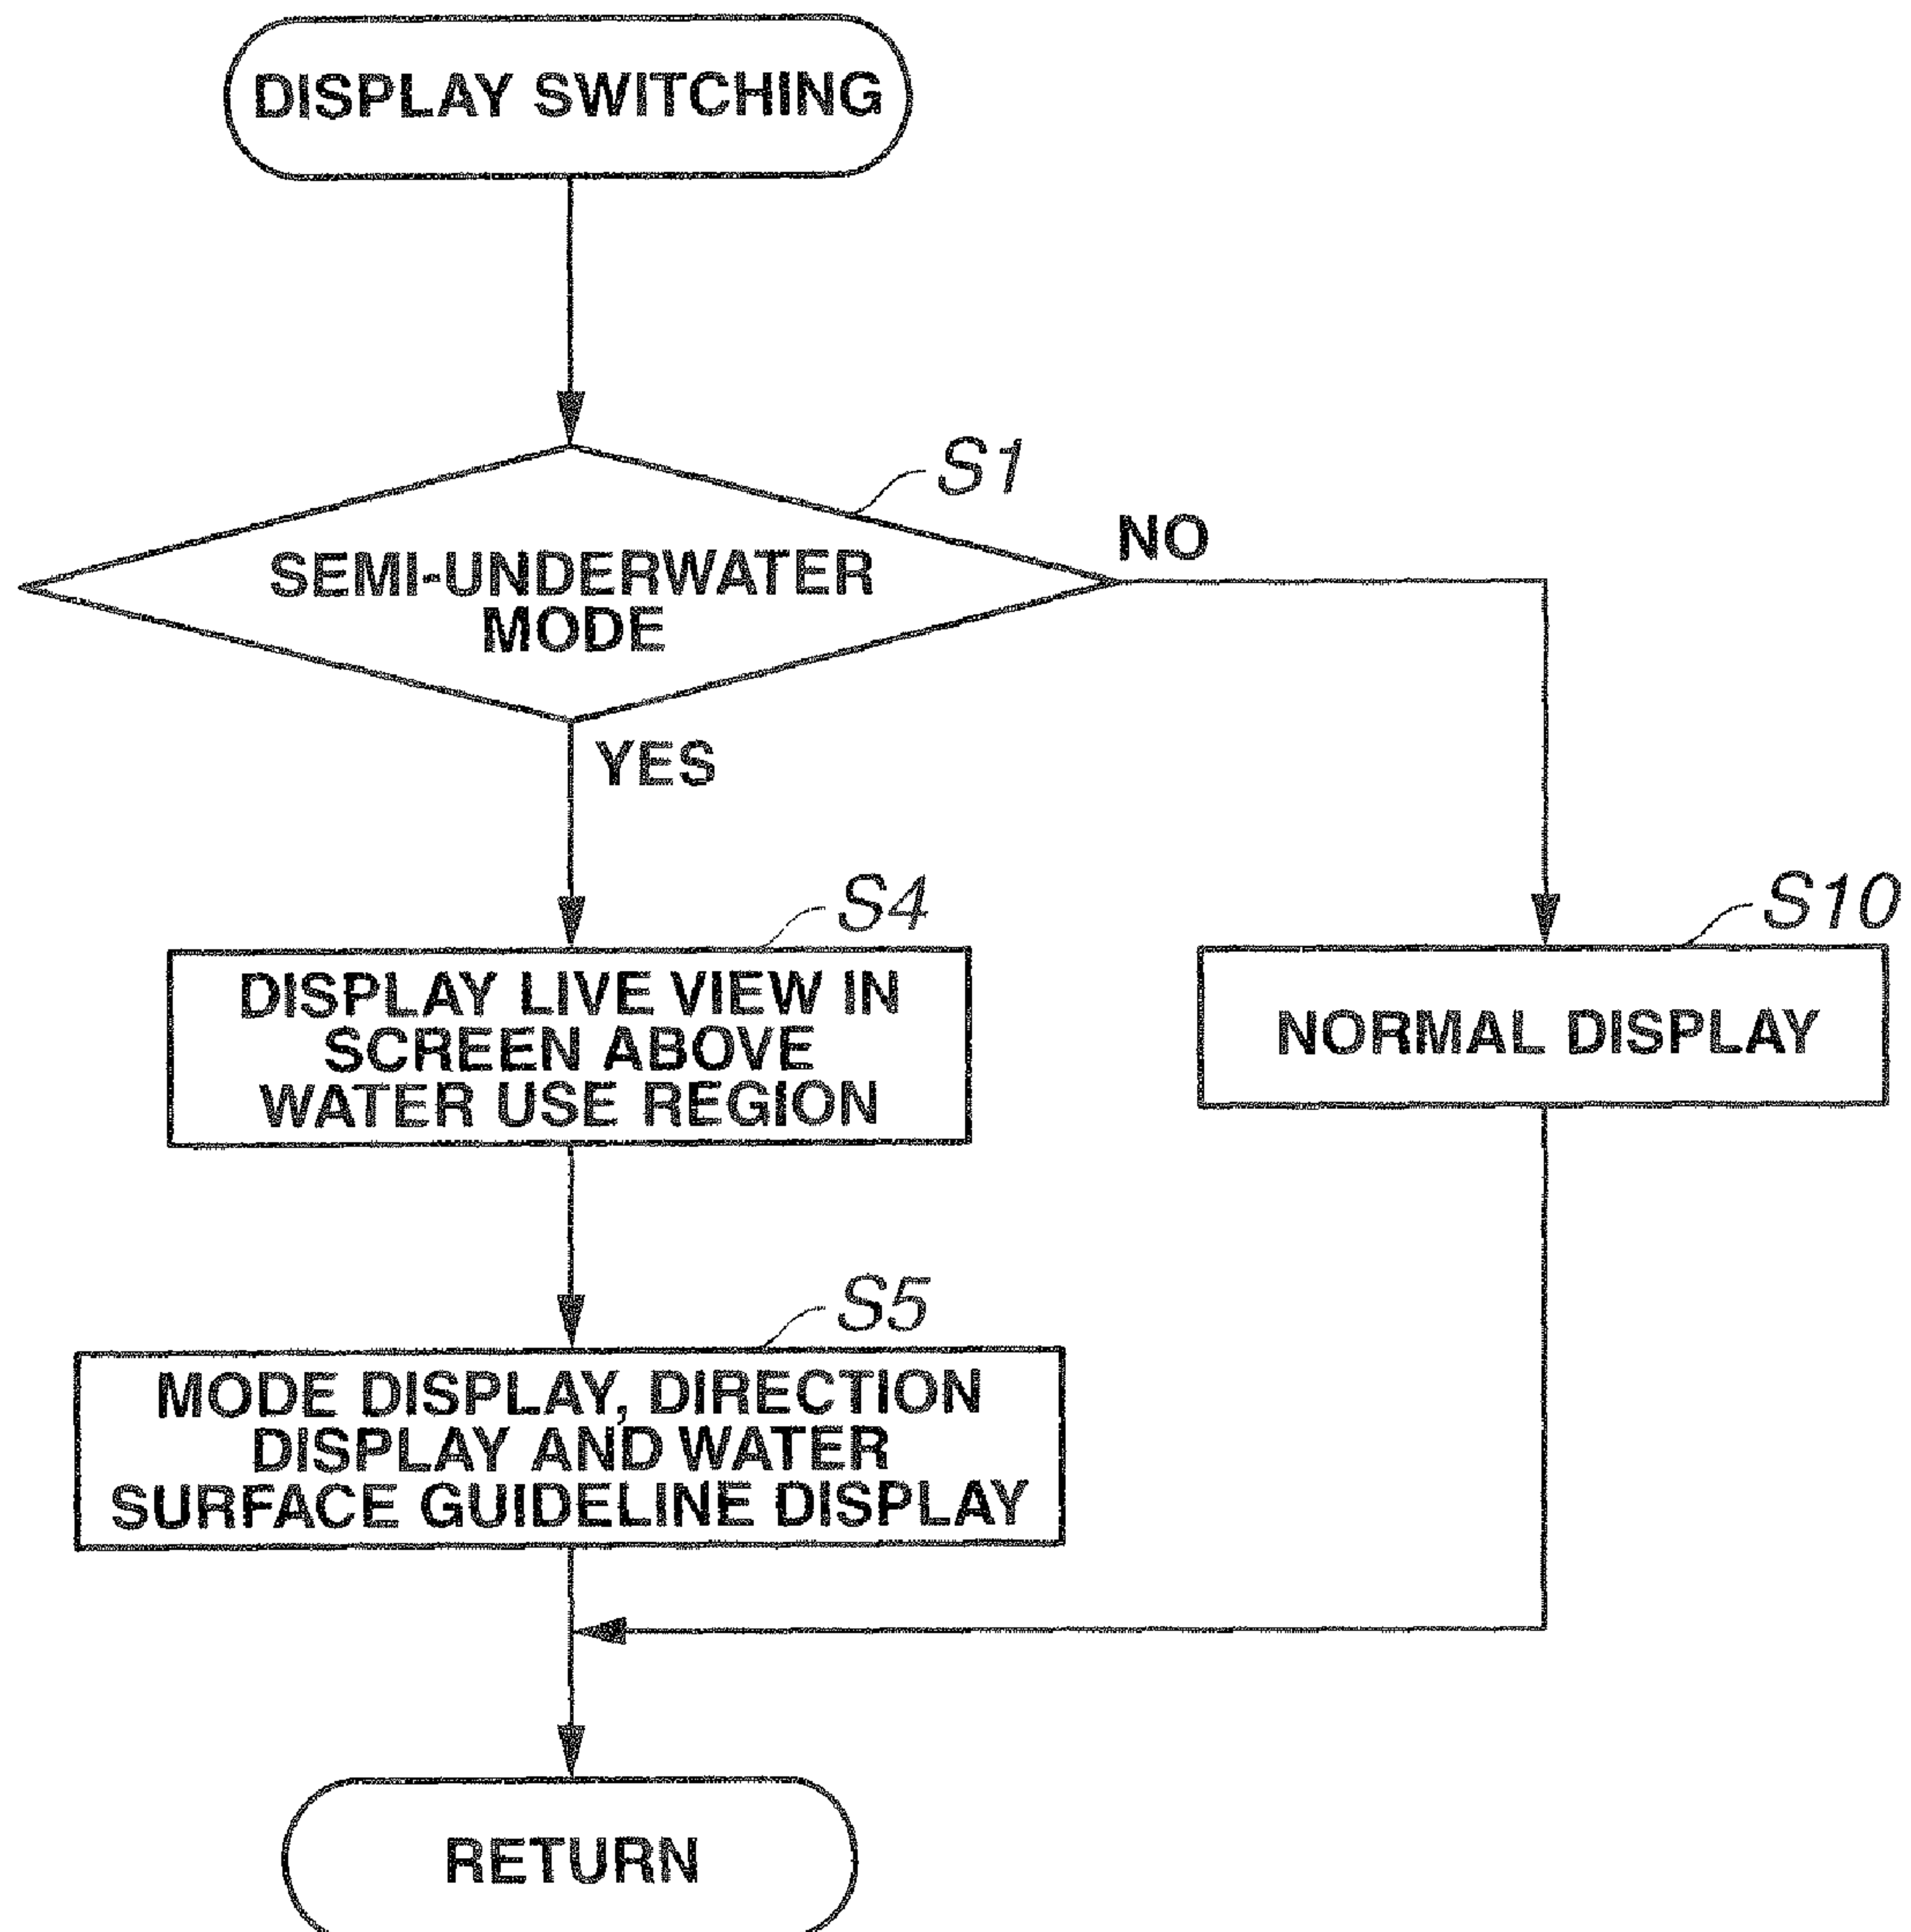 DISPLAY SWITCHING
S1
SEMI-UNDERWATER
MODE
NO
YES
S4
DISPLAY LIVE VIEW IN
SCREEN ABOVE
WATER USE REGION
S10
NORMAL DISPLAY
S5
MODE DISPLAY, DIRECTION
DISPLAY AND WATER
SURFACE GUIDELINE DISPLAY
RETURN